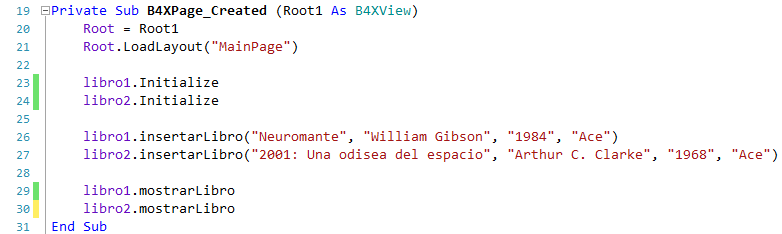 19 Private Sub B4XPage_Created (Root1 As B4XView)
20 Root = Root1
21 Root.LoadLayout("MainPage")
22
23 libro1.Initialize
24 libro2.Initialize
25
26 libro1.insertarLibro("Neuromante", "William Gibson", "1984", "Ace")
27 libro2.insertarLibro("2001: Una odisea del espacio", "Arthur C. Clarke", "1968", "Ace")
28
29 libro1.mostrarLibro
30 libro2.mostrarLibro
31 End Sub